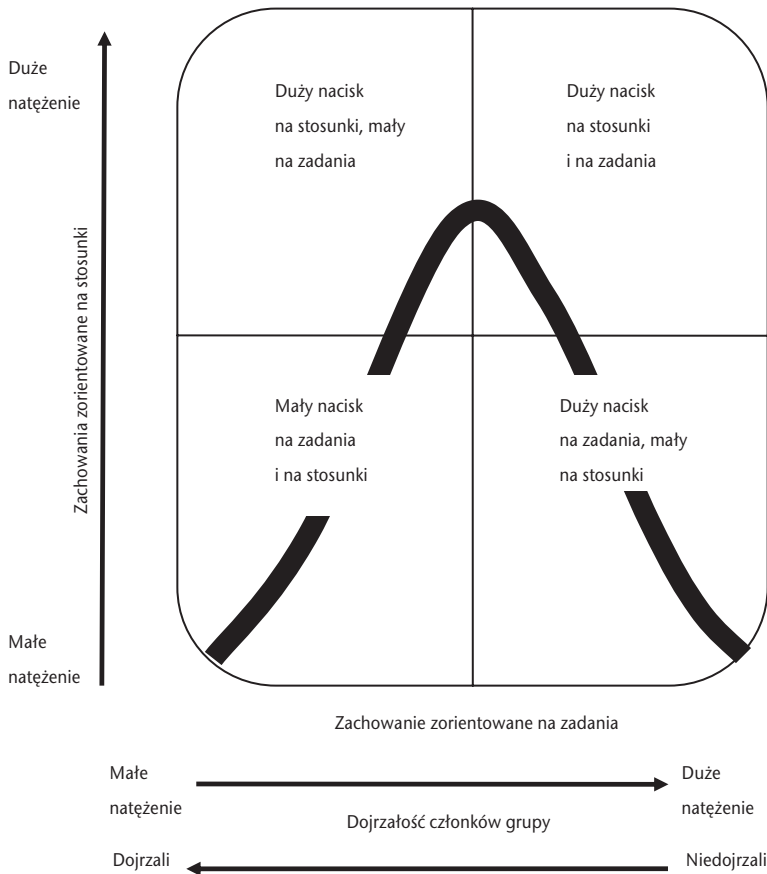 Duże
natężenie
Duży nacisk
na stosunki, mały
na zadania
Duży nacisk
na stosunki
i na zadania
Zachowania zorientowane na stosunki
Mały nacisk
na zadania
i na stosunki
Duży nacisk
na zadania, mały
na stosunki
Małe
natężenie
Zachowanie zorientowane na zadania
Małe
natężenie
Duże
natężenie
Dojrzałość członków grupy
Dojrzali
Niedojrzali